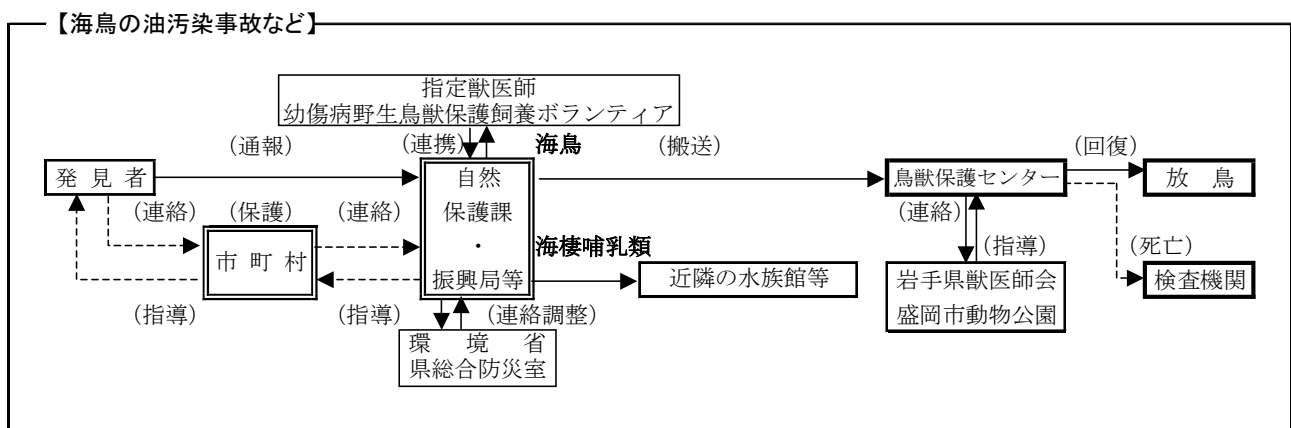 【海鳥の油汚染事故など】
指定獣医師
幼傷病野生鳥獣保護飼養ボランティア
(通報)
(連携)
海鳥
(搬送)
(回復)
発見者
自然
保護課
・
振興局等
鳥獣保護センター
放鳥
(連絡)
(保護)
(連絡)
(連絡)
市町村
海棲哺乳類
(指導)
(死亡)
近隣の水族館等
岩手県獣医師会
盛岡市動物公園
検査機関
(指導)
(指導)
(連絡調整)
環境省
県総合防災室